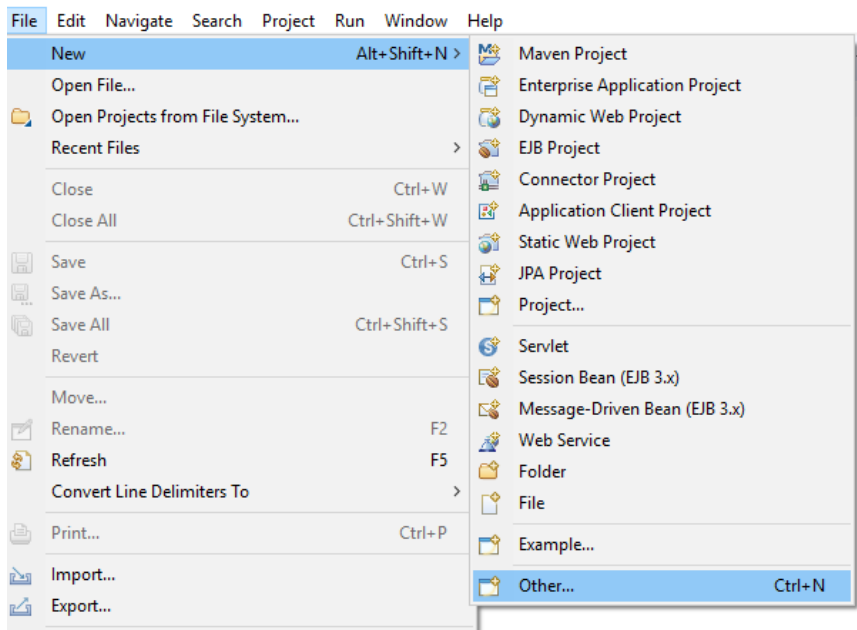 File Edit Navigate Search Project Run Window Help
New Alt+Shift+N >
Open File...
Open Projects from File System...
Recent Files >
Close Ctrl+W
Close All Ctrl+Shift+W
Save Ctrl+S
Save As...
Save All Ctrl+Shift+S
Revert
Move...
Rename... F2
Refresh F5
Convert Line Delimiters To >
Print... Ctrl+P
Import...
Export...
Maven Project
Enterprise Application Project
Dynamic Web Project
EJB Project
Connector Project
Application Client Project
Static Web Project
JPA Project
Project...
Servlet
Session Bean (EJB 3.x)
Message-Driven Bean (EJB 3.x)
Web Service
Folder
File
Example...
Other... Ctrl+N